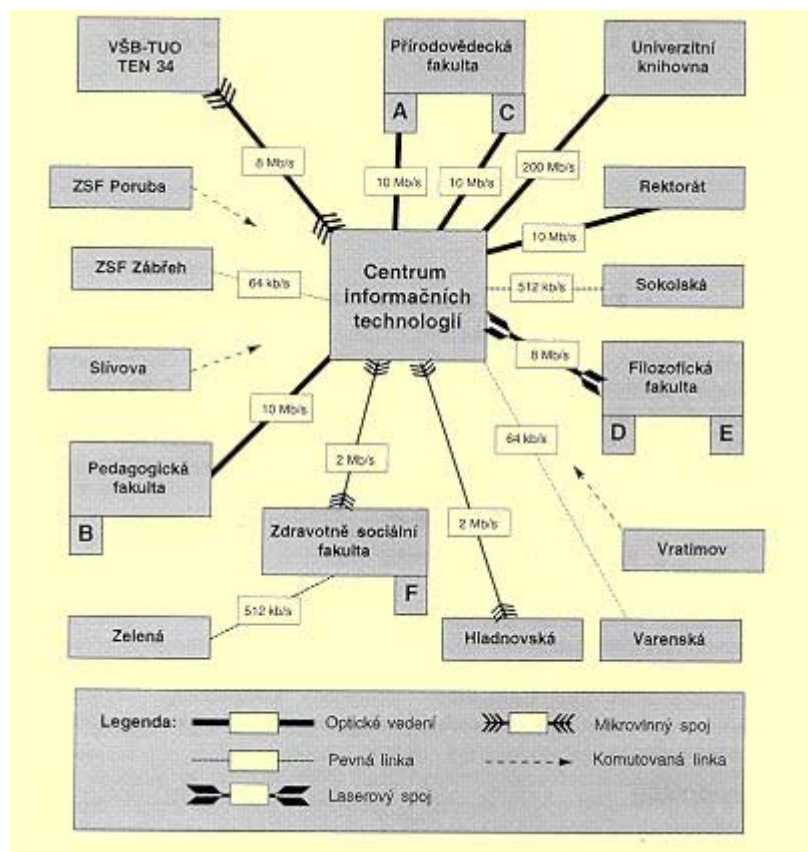 VŠB-TUO
TEN 34
Přírodovědecká
fakulta
Univerzitní
knihovna
A
C
8 Mb/s
200 Mb/s
ZSF Poruba
10 Mb/s
10 Mb/s
Rektorát
10 Mb/s
ZSF Zábřeh
64 kb/s
Centrum
informačních
technologií
512 kb/s
Sokolská
Slívova
8 Mb/s
Filozofická
fakulta
10 Mb/s
D
E
64 kb/s
Pedagogická
fakulta
2 Mb/s
B
Zdravotně sociální
fakulta
2 Mb/s
Vratimov
F
512 kb/s
Zelená
Hladnovská
Varenská
Legenda:
Optické vedení
Mikrovinný spoj
Pevná linka
Komutovaná linka
Laserový spoj